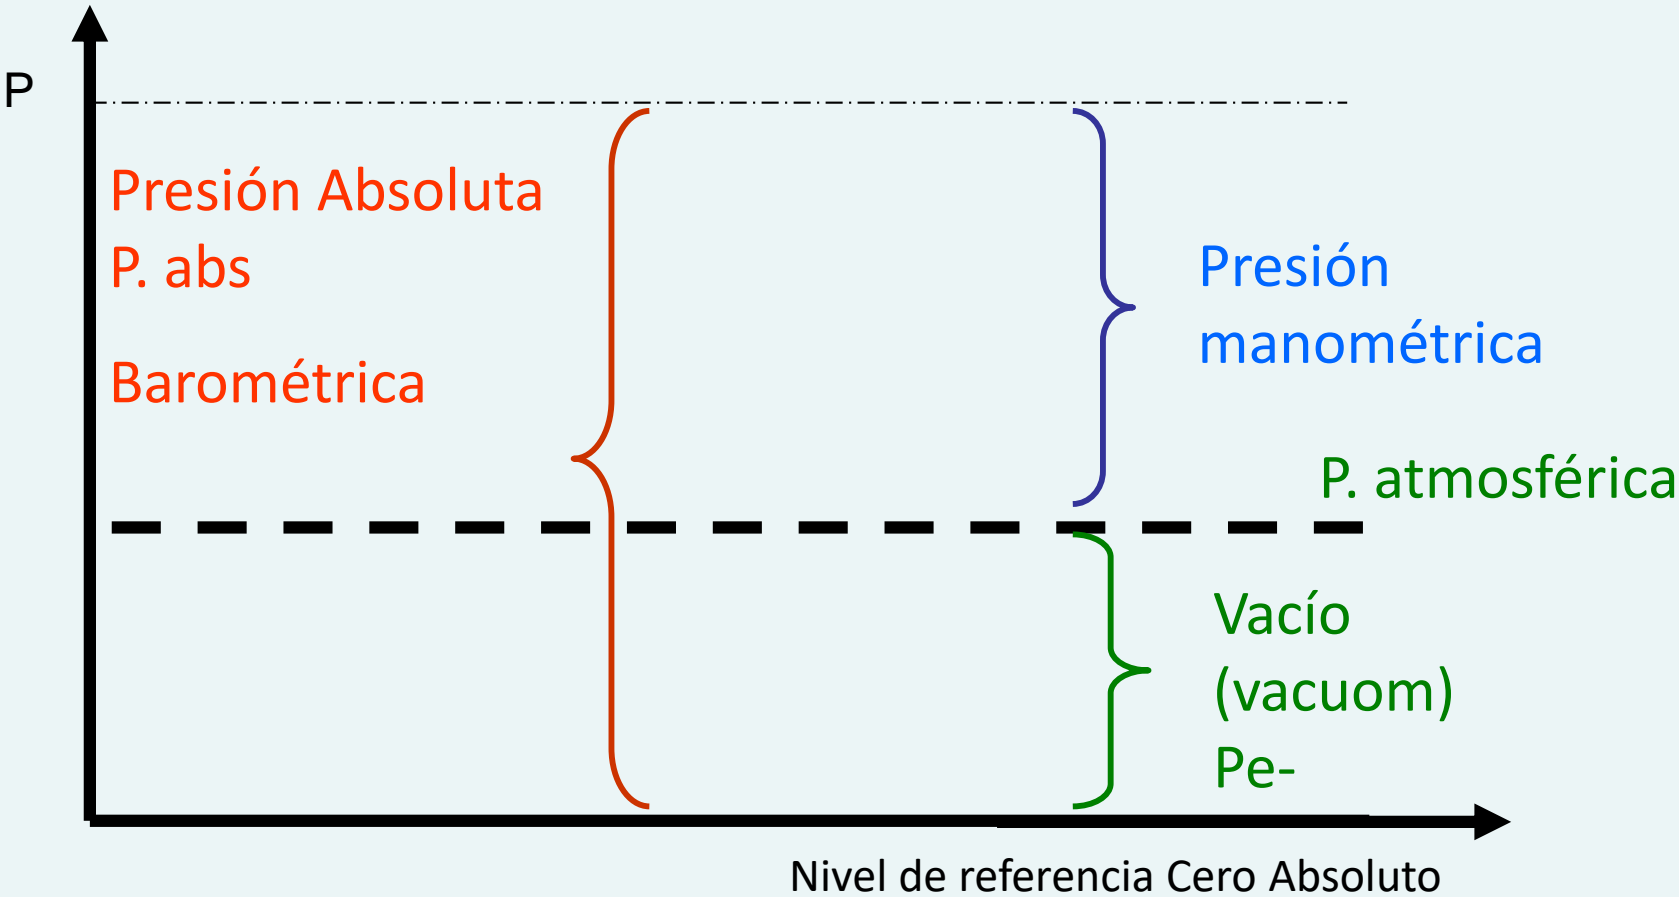 P
Presión Absoluta
P. abs
Barométrica
Presión
manométrica
P. atmosférica
Vacío
(vacuom)
Pe-
Nivel de referencia Cero Absoluto